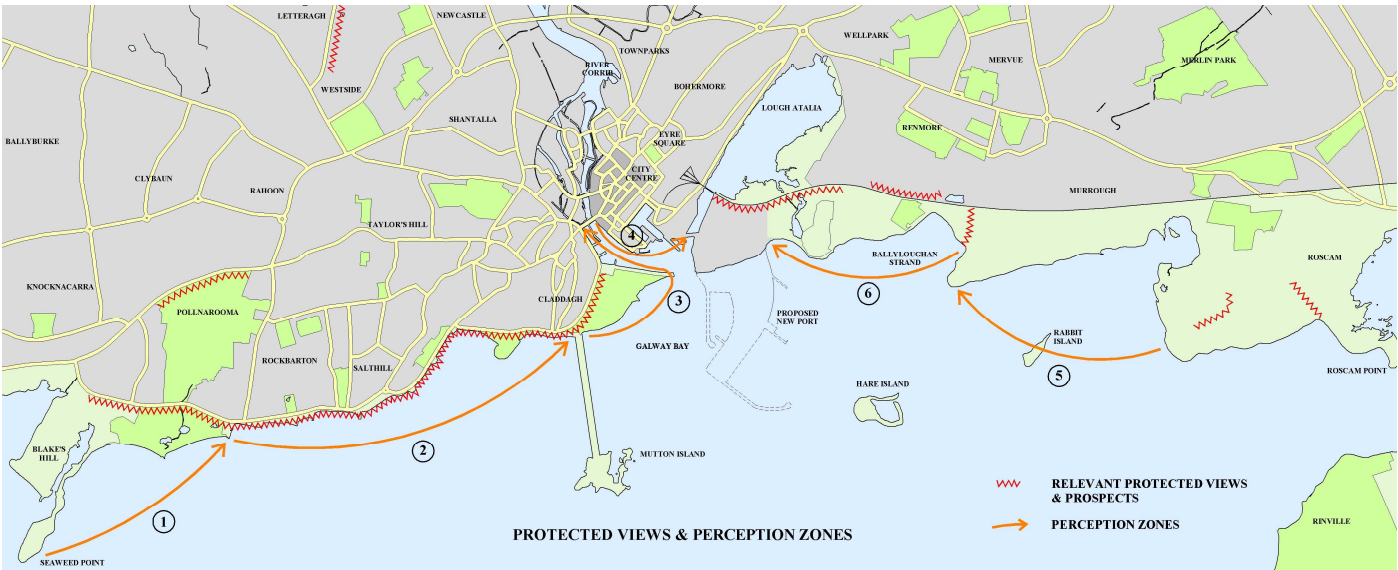 LETTERAGH
NEWCASTLE
TOWNPARKS
WELLPARK
MERVUE
MERLIN PARK
RIVER
CORRIB
WESTSIDE
BOHERMORE
LOUGH ATALIA
SHANTALLA
RENMORE
EYRE
SQUARE
BALLYBURKE
CITY
CENTRE
CLYBAUN
RAHOON
MURROUGH
TAYLOR'S HILL
4
BALLYLOUGHAN
STRAND
ROSCAM
KNOCKNACARRA
CLADDAGH
3
6
POLLNAROOMA
PROPOSED
NEW PORT
GALWAY BAY
RABBIT
ISLAND
ROCKBARTON
SALTHILL
5
ROSCAM POINT
HARE ISLAND
BLAKE'S
HILL
2
MUTTON ISLAND
RELEVANT PROTECTED VIEWS
& PROSPECTS
1
PROTECTED VIEWS & PERCEPTION ZONES
PERCEPTION ZONES
RINVILLE
SEAWEED POINT